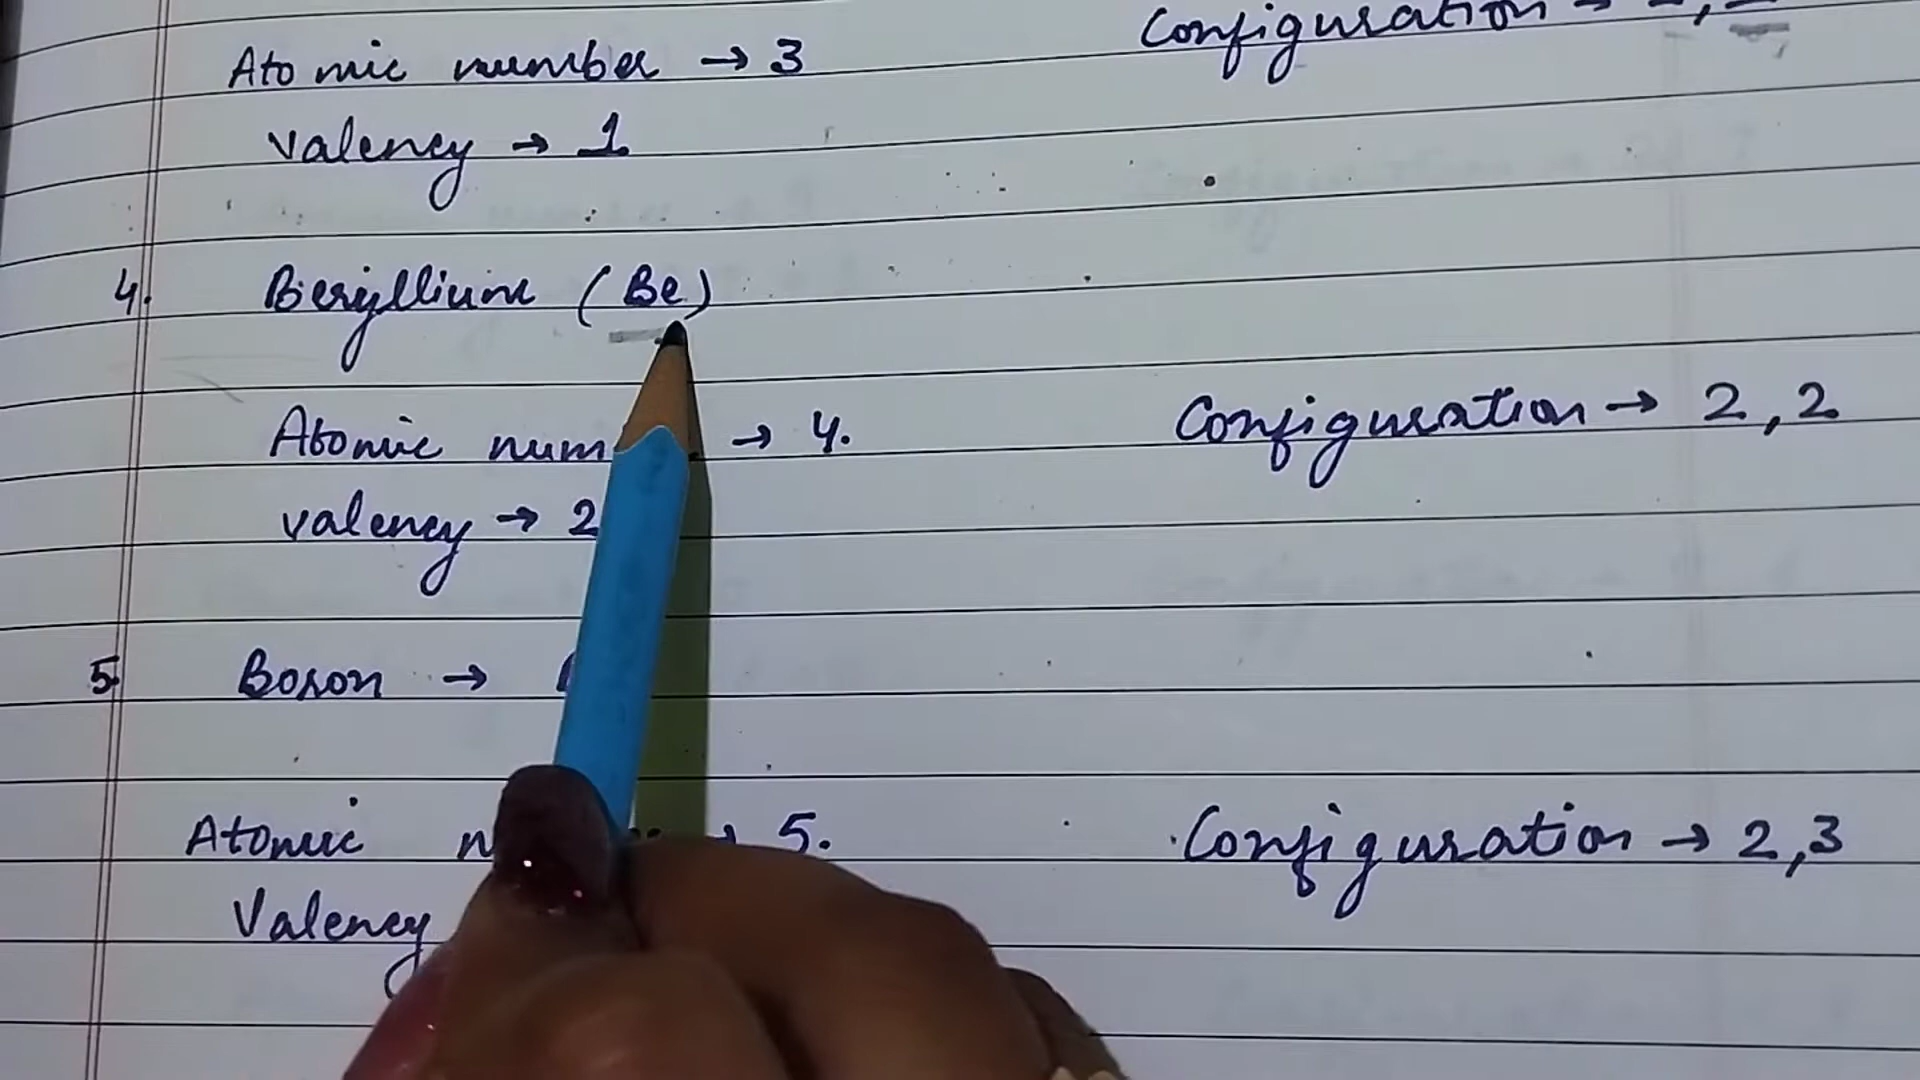 Configuration →
Atomic number → 3
Valency → 1
4. Beryllium (Be)
Atomic num → 4. Configuration → 2,2
valency → 2
5 Boron →
Atomic → 5. Configuration → 2,3
Valency